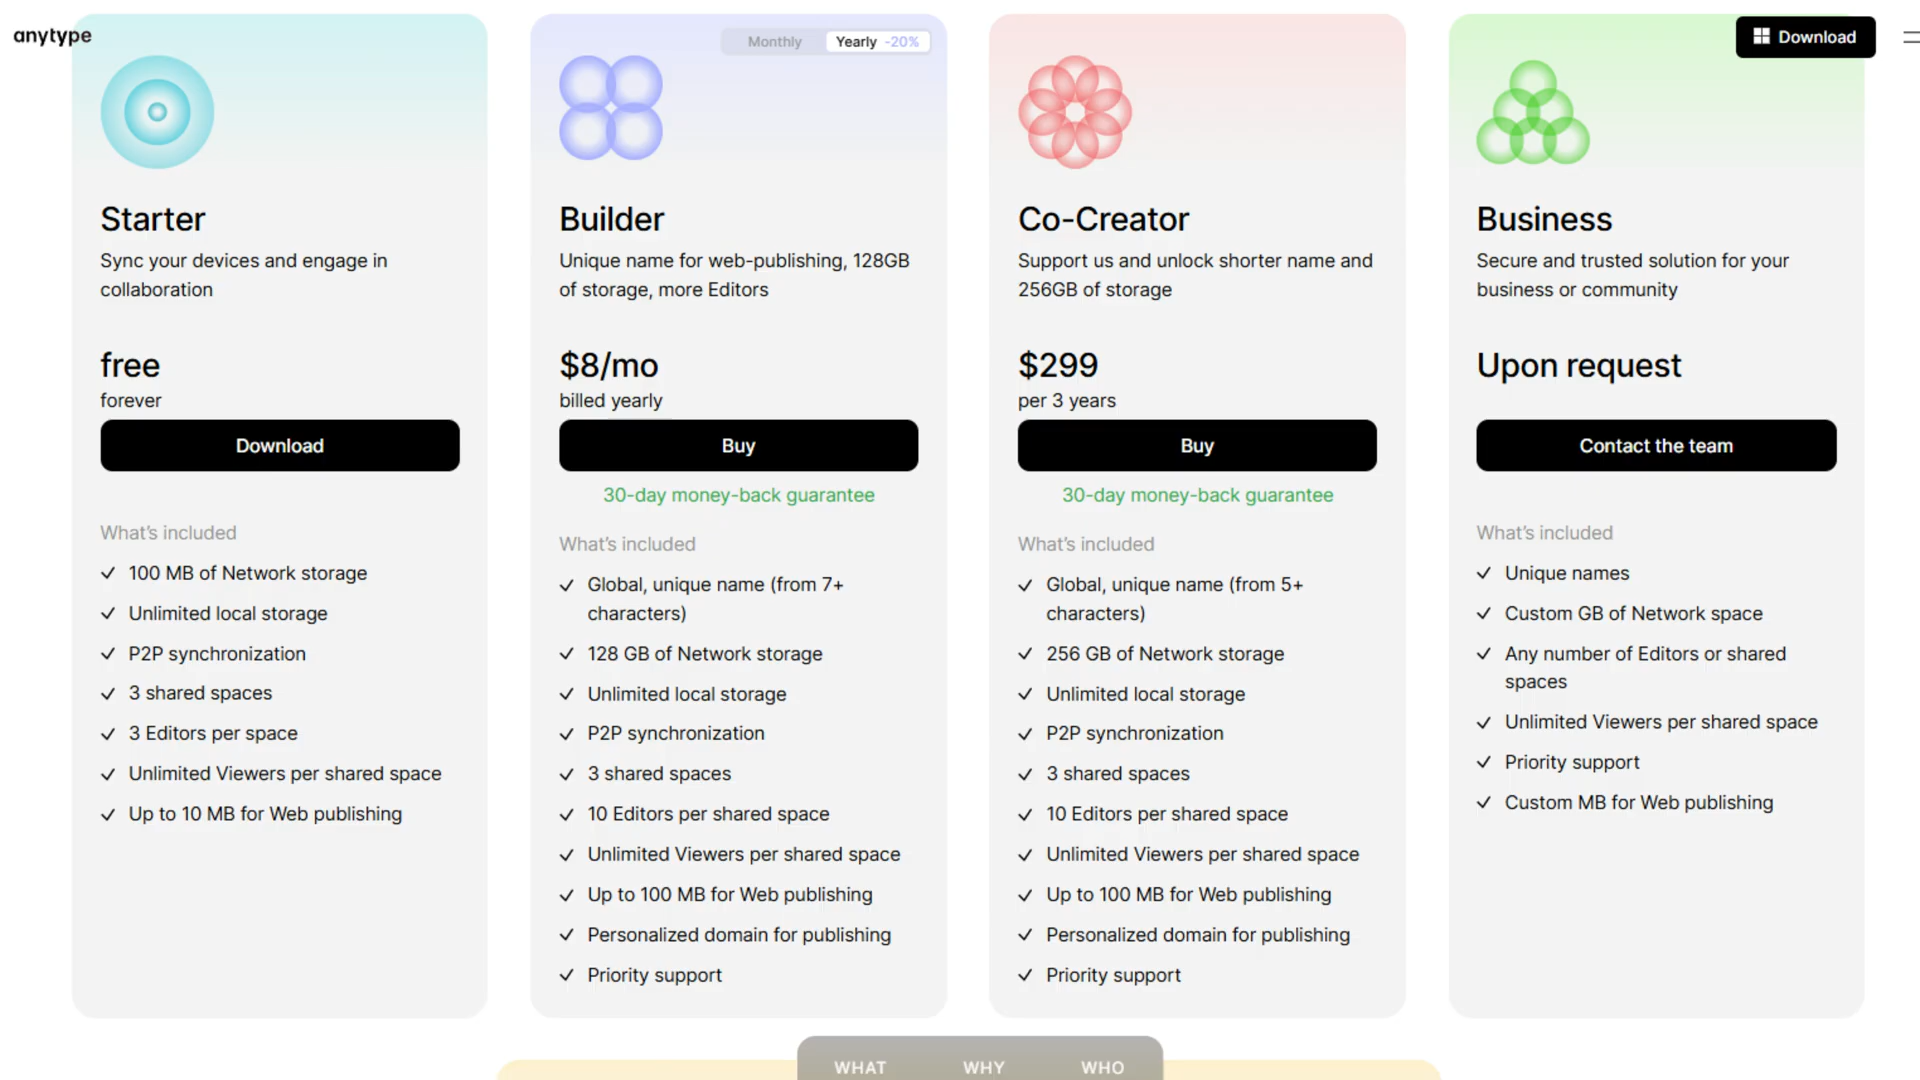 anytype
Download
Starter
Sync your devices and engage in
collaboration
free
forever
Download
What's included
100 MB of Network storage
Unlimited local storage
P2P synchronization
3 shared spaces
3 Editors per space
Unlimited Viewers per shared space
Up to 10 MB for Web publishing
Monthly
Yearly -20%
Builder
Unique name for web-publishing, 128GB
of storage, more Editors
$8/mo
billed yearly
Buy
30-day money-back guarantee
What's included
Global, unique name (from 7+
characters)
128 GB of Network storage
Unlimited local storage
P2P synchronization
3 shared spaces
10 Editors per shared space
Unlimited Viewers per shared space
Up to 100 MB for Web publishing
Personalized domain for publishing
Priority support
Co-Creator
Support us and unlock shorter name and
256GB of storage
$299
per 3 years
Buy
30-day money-back guarantee
What's included
Global, unique name (from 5+
characters)
256 GB of Network storage
Unlimited local storage
P2P synchronization
3 shared spaces
10 Editors per shared space
Unlimited Viewers per shared space
Up to 100 MB for Web publishing
Personalized domain for publishing
Priority support
Business
Secure and trusted solution for your
business or community
Upon request
Contact the team
What's included
Unique names
Custom GB of Network space
Any number of Editors or shared
spaces
Unlimited Viewers per shared space
Priority support
Custom MB for Web publishing
WHAT
WHY
WHO